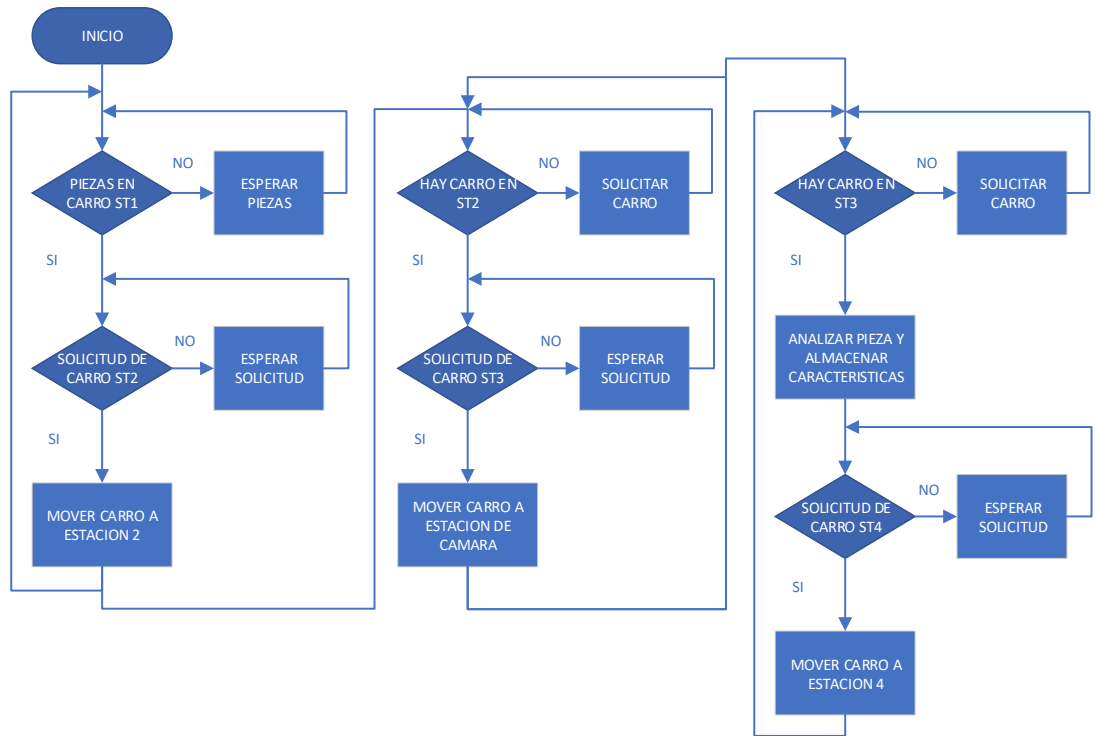 INICIO
PIEZAS EN
CARRO ST1
NO
ESPERAR
PIEZAS
SI
SOLICITUD DE
CARRO ST2
NO
ESPERAR
SOLICITUD
SI
MOVER CARRO A
ESTACION 2
HAY CARRO EN
ST2
NO
SOLICITAR
CARRO
SI
SOLICITUD DE
CARRO ST3
NO
ESPERAR
SOLICITUD
SI
MOVER CARRO A
ESTACION DE
CAMARA
HAY CARRO EN
ST3
NO
SOLICITAR
CARRO
SI
ANALIZAR PIEZA Y
ALMACENAR
CARACTERISTICAS
SOLICITUD DE
CARRO ST4
NO
ESPERAR
SOLICITUD
SI
MOVER CARRO A
ESTACION 4